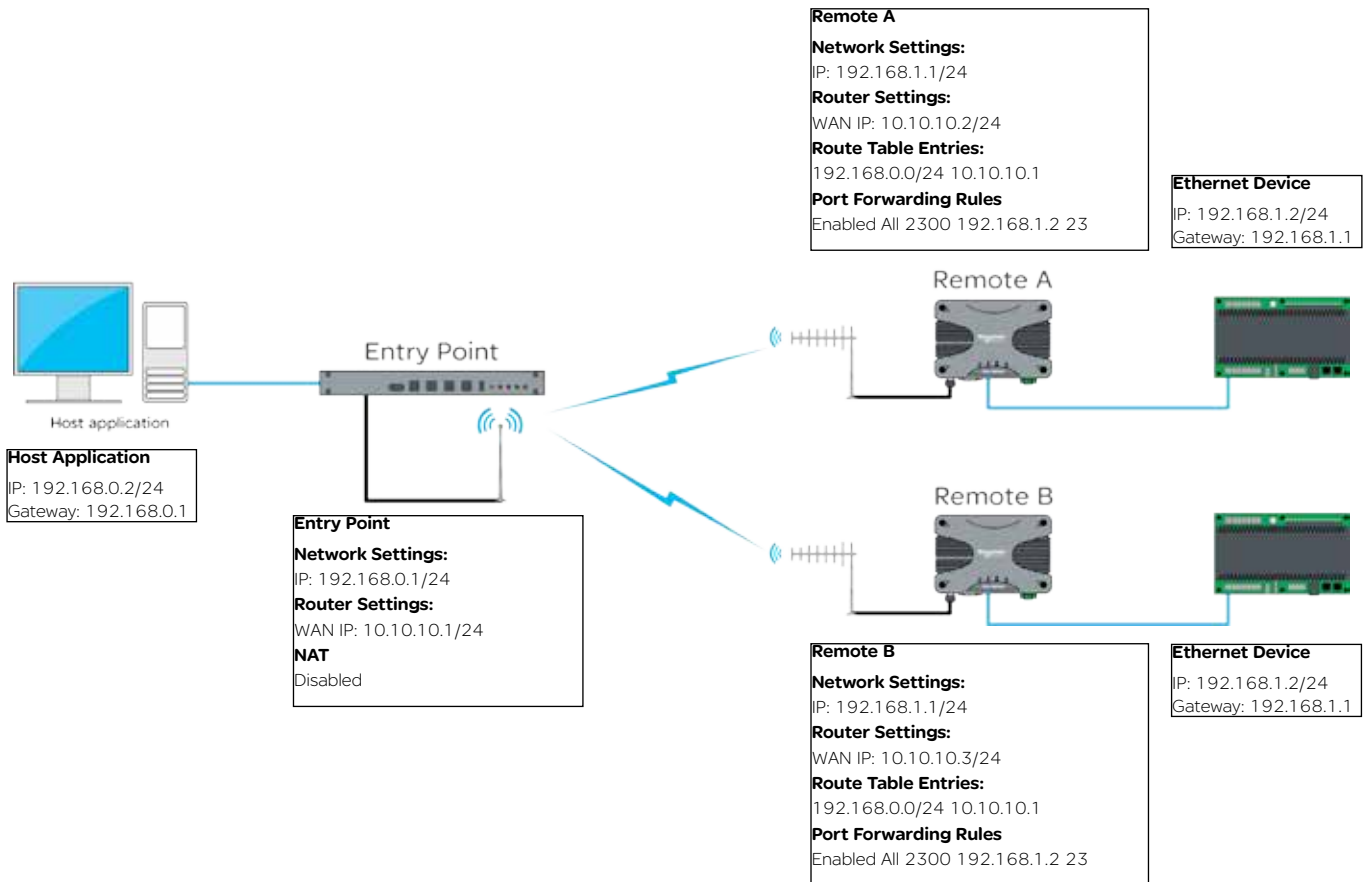 Remote A
Network Settings:
IP: 192.168.1.1/24
Router Settings:
WAN IP: 10.10.10.2/24
Route Table Entries:
192.168.0.0/24 10.10.10.1
Port Forwarding Rules
Enabled All 2300 192.168.1.2 23
Ethernet Device
IP: 192.168.1.2/24
Gateway: 192.168.1.1
Remote A
Entry Point
Host application
Host Application
IP: 192.168.0.2/24
Gateway: 192.168.0.1
Entry Point
Network Settings:
IP: 192.168.0.1/24
Router Settings:
WAN IP: 10.10.10.1/24
NAT
Disabled
Remote B
Remote B
Network Settings:
IP: 192.168.1.1/24
Router Settings:
WAN IP: 10.10.10.3/24
Route Table Entries:
192.168.0.0/24 10.10.10.1
Port Forwarding Rules
Enabled All 2300 192.168.1.2 23
Ethernet Device
IP: 192.168.1.2/24
Gateway: 192.168.1.1